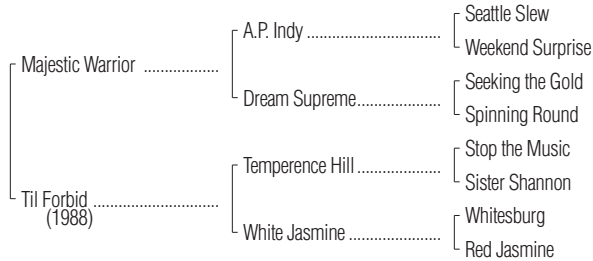 Seattle Slew
A.P. Indy ..........................
Weekend Surprise
Majestic Warrior ..................
Seeking the Gold
Dream Supreme....................
Spinning Round
Stop the Music
Temperence Hill ....................
Sister Shannon
Til Forbid ..............................
(1988)
Whitesburg
White Jasmine ......................
Red Jasmine